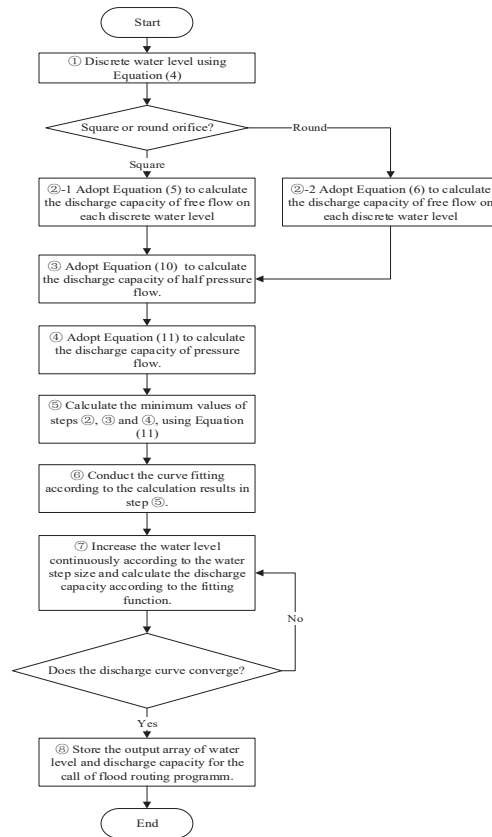 Start
① Discrete water level using
Equation (4)
Square or round orifice?
Round
Square
②-1 Adopt Equation (5) to calculate
the discharge capacity of free flow on
each discrete water level
②-2 Adopt Equation (6) to calculate
the discharge capacity of free flow on
each discrete water level
③ Adopt Equation (10) to calculate
the discharge capacity of half pressure
flow.
④ Adopt Equation (11) to calculate
the discharge capacity of pressure
flow.
⑤ Calculate the minimum values of
steps ②, ③ and ④, using Equation
(11)
⑥ Conduct the curve fitting
according to the calculation results in
step ⑤.
⑦ Increase the water level
continuously according to the water
step size and calculate the discharge
capacity according to the fitting
function.
No
Does the discharge curve converge?
Yes
⑧ Store the output array of water
level and discharge capacity for the
call of flood routing programm.
End